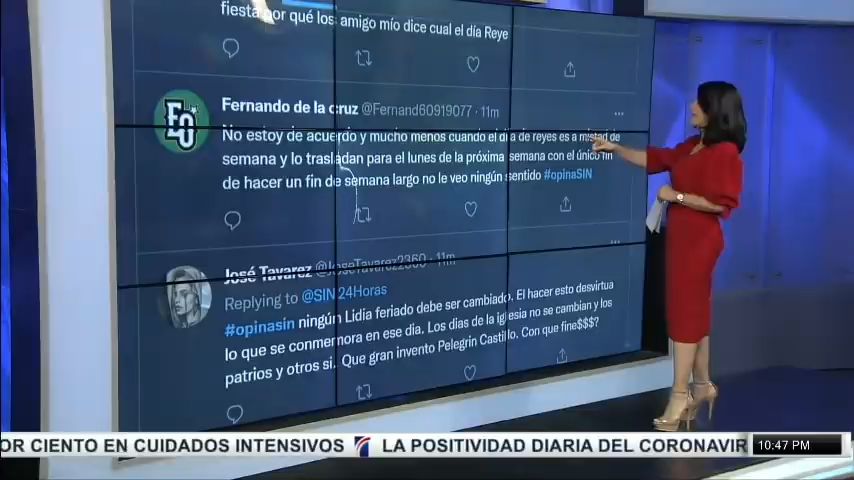 fiesta por qué los amigo mío dice cual el día Reye
Fernando de la cruz @Fernand60919077 · 11m
No estoy de acuerdo y mucho menos cuando el día de reyes es a mistad de
semana y lo trasladan para el lunes de la próxima semana con el único fin
de hacer un fin de semana largo no le veo ningún sentido #opinaSIN
José Tavarez @JoseTavarez2360 · 11m
Replying to @SIN24Horas
#opinasin ningún Lidia feriado debe ser cambiado. El hacer esto desvirtua
lo que se conmemora en ese dia. Los dias de la iglesia no se cambian y los
patrios y otros si. Que gran invento Pelegrin Castillo. Con que fine$$$?
OR CIENTO EN CUIDADOS INTENSIVOS LA POSITIVIDAD DIARIA DEL CORONAVIR
10:47 PM